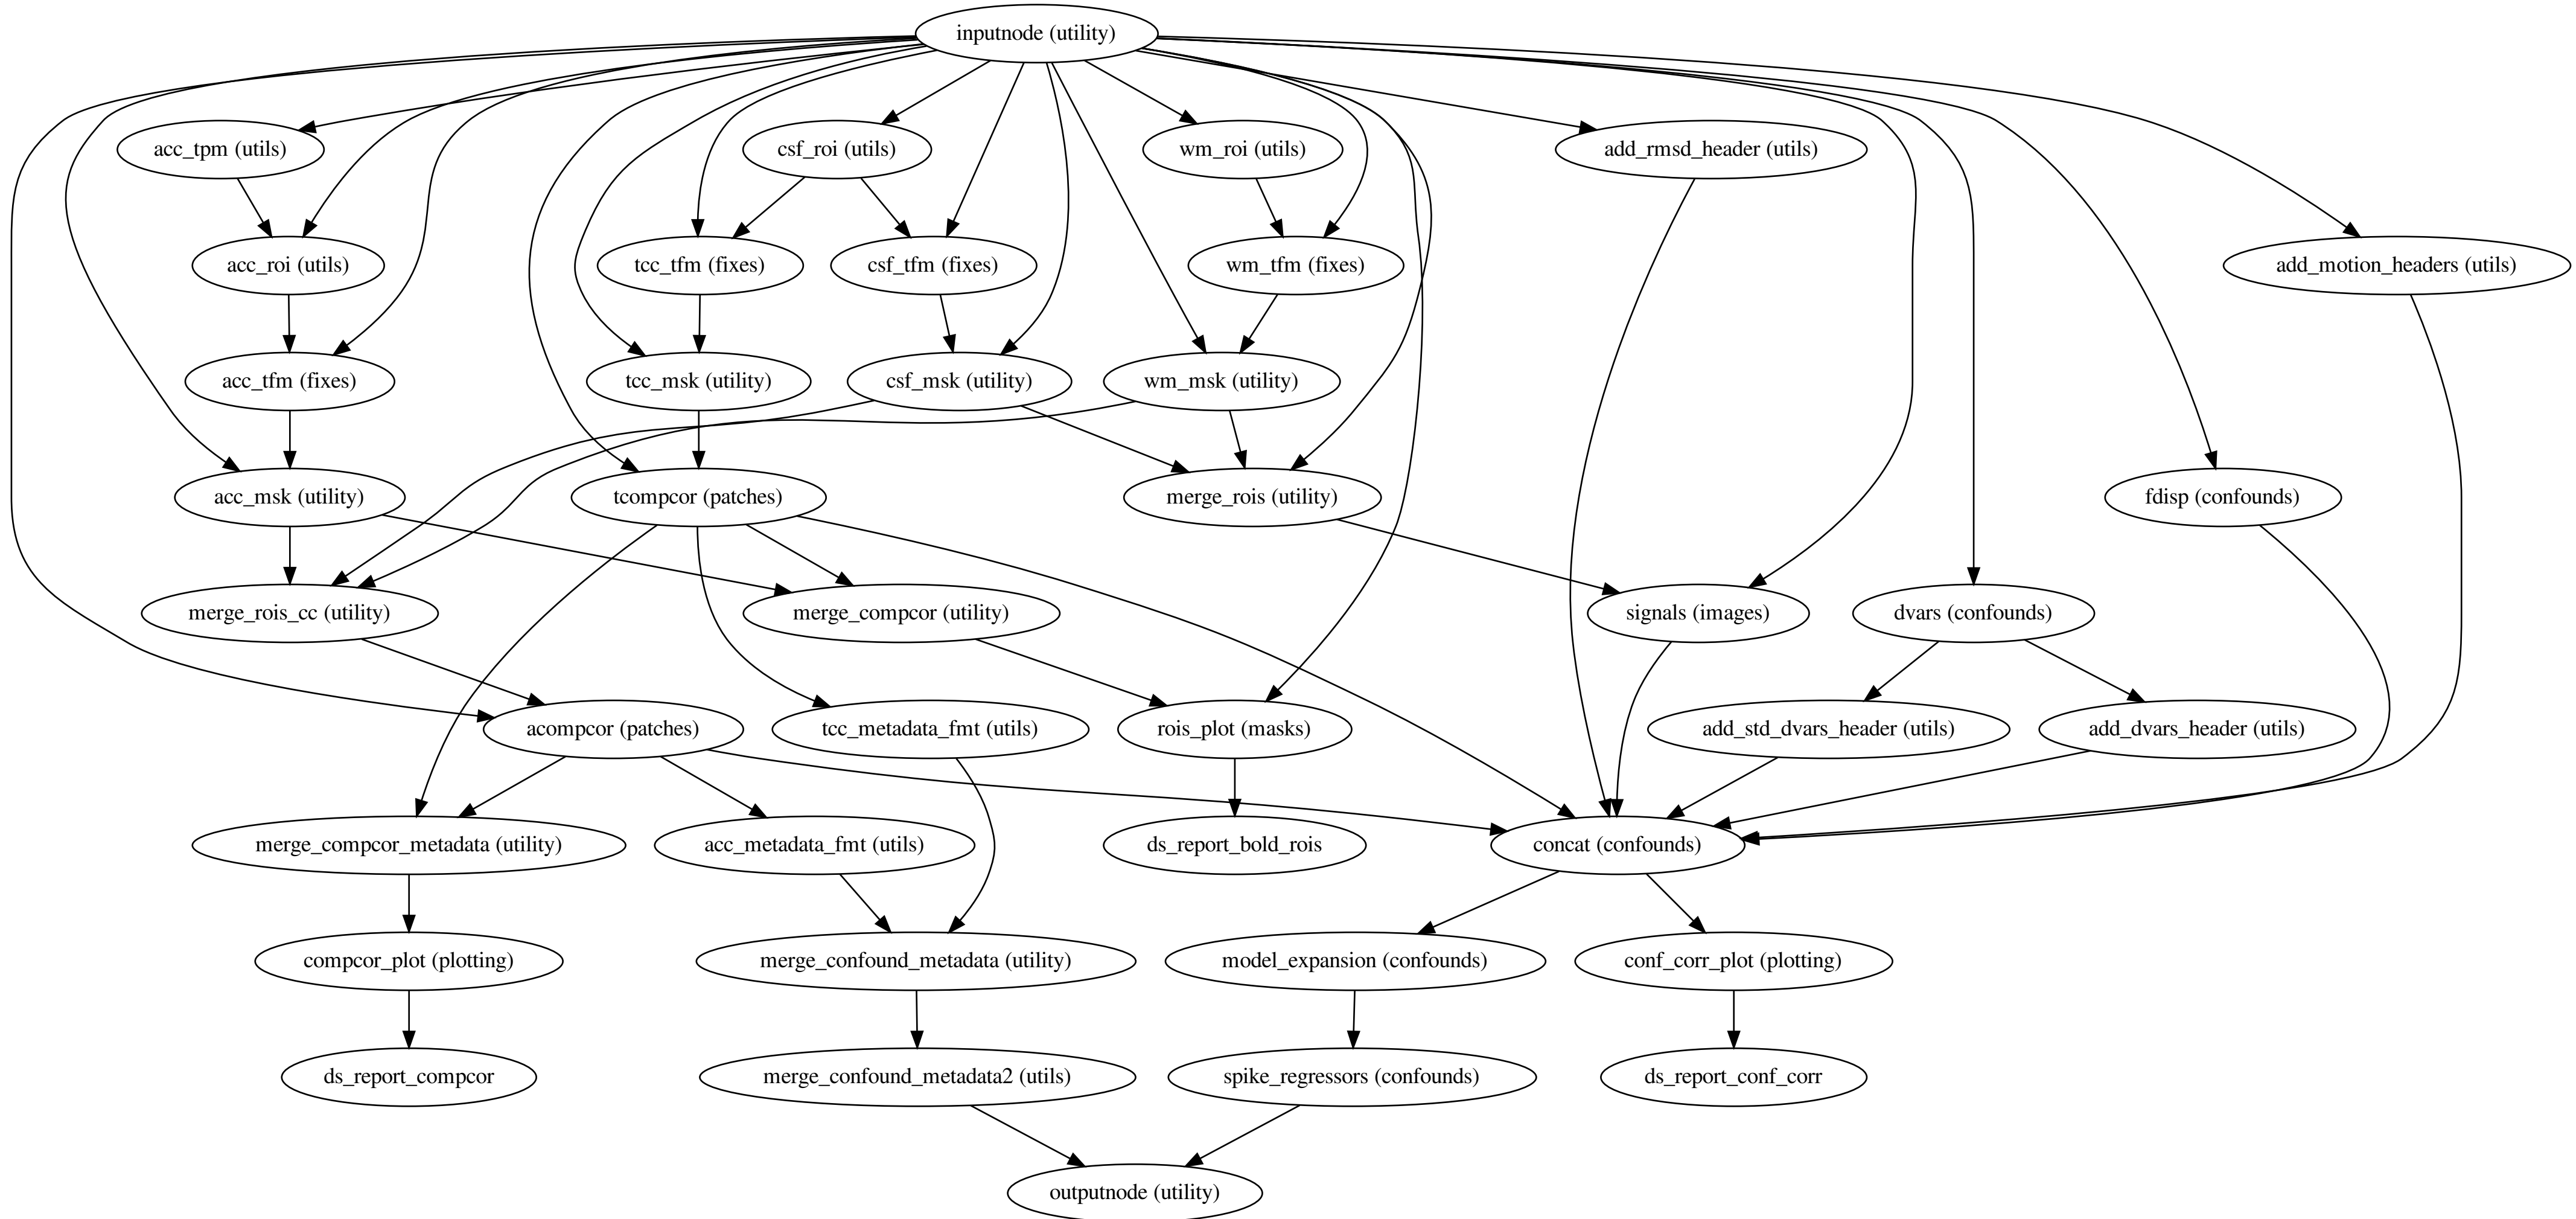 inputnode (utility)
acc_tpm (utils)
csf_roi (utils)
wm_roi (utils)
add_rmsd_header (utils)
acc_roi (utils)
tcc_tfm (fixes)
csf_tfm (fixes)
wm_tfm (fixes)
add_motion_headers (utils)
acc_tfm (fixes)
tcc_msk (utility)
csf_msk (utility)
wm_msk (utility)
acc_msk (utility)
tcompcor (patches)
merge_rois (utility)
fdisp (confounds)
merge_rois_cc (utility)
merge_compcor (utility)
signals (images)
dvars (confounds)
acompcor (patches)
tcc_metadata_fmt (utils)
rois_plot (masks)
add_std_dvars_header (utils)
add_dvars_header (utils)
merge_compcor_metadata (utility)
acc_metadata_fmt (utils)
ds_report_bold_rois
concat (confounds)
compcor_plot (plotting)
merge_confound_metadata (utility)
model_expansion (confounds)
conf_corr_plot (plotting)
ds_report_compcor
merge_confound_metadata2 (utils)
spike_regressors (confounds)
ds_report_conf_corr
outputnode (utility)